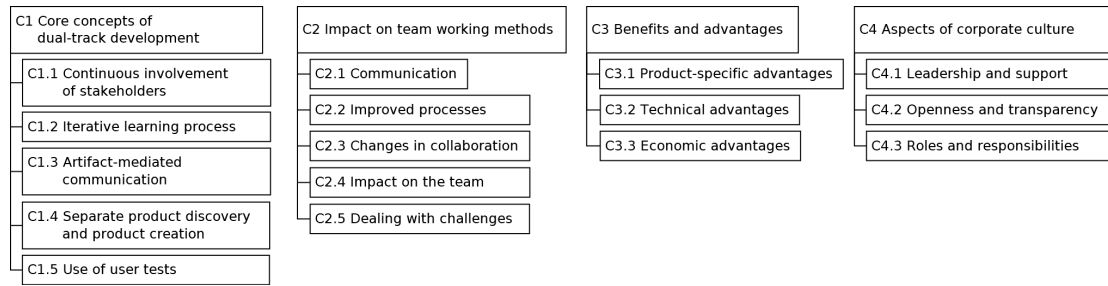 C1 Core concepts of
dual-track development
C1.1 Continuous involvement
of stakeholders
C1.2 Iterative learning process
C1.3 Artifact-mediated
communication
C1.4 Separate product discovery
and product creation
C1.5 Use of user tests
C2 Impact on team working methods
C2.1 Communication
C2.2 Improved processes
C2.3 Changes in collaboration
C2.4 Impact on the team
C2.5 Dealing with challenges
C3 Benefits and advantages
C3.1 Product-specific advantages
C3.2 Technical advantages
C3.3 Economic advantages
C4 Aspects of corporate culture
C4.1 Leadership and support
C4.2 Openness and transparency
C4.3 Roles and responsibilities